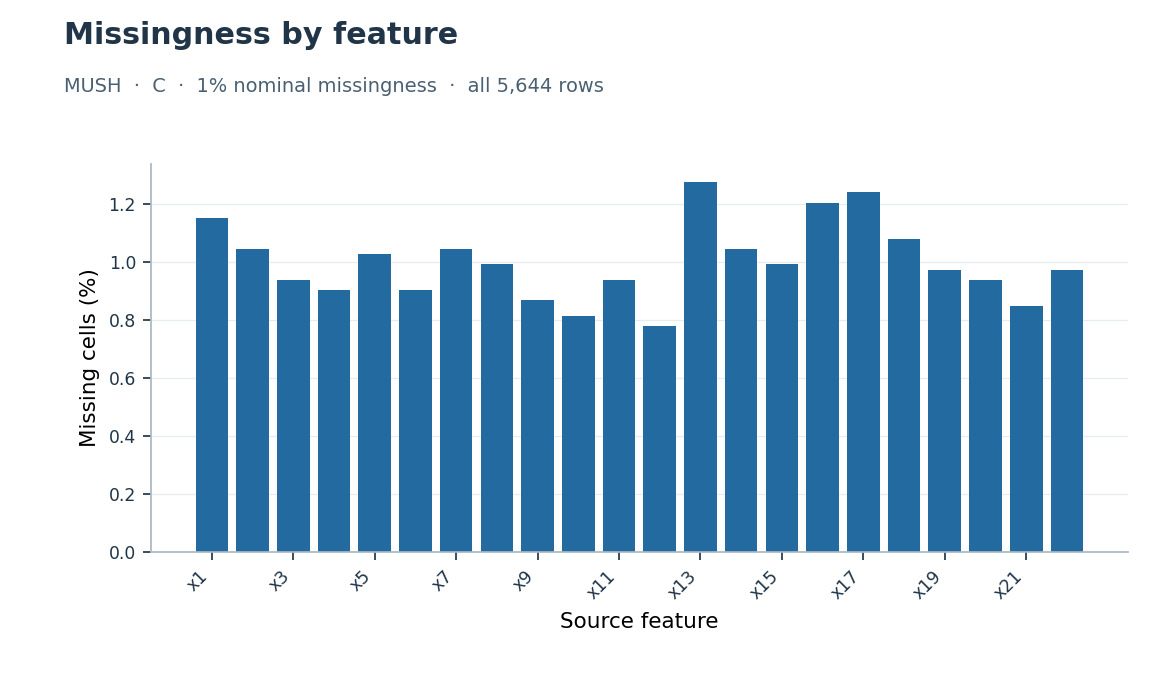 Missingness by feature
MUSH · C · 1% nominal missingness · all 5,644 rows
Missing cells (%)
1.2
1.0
0.8
0.6
0.4
0.2
0.0
x1 x3 x5 x7 x9 x11 x13 x15 x17 x19 x21
Source feature